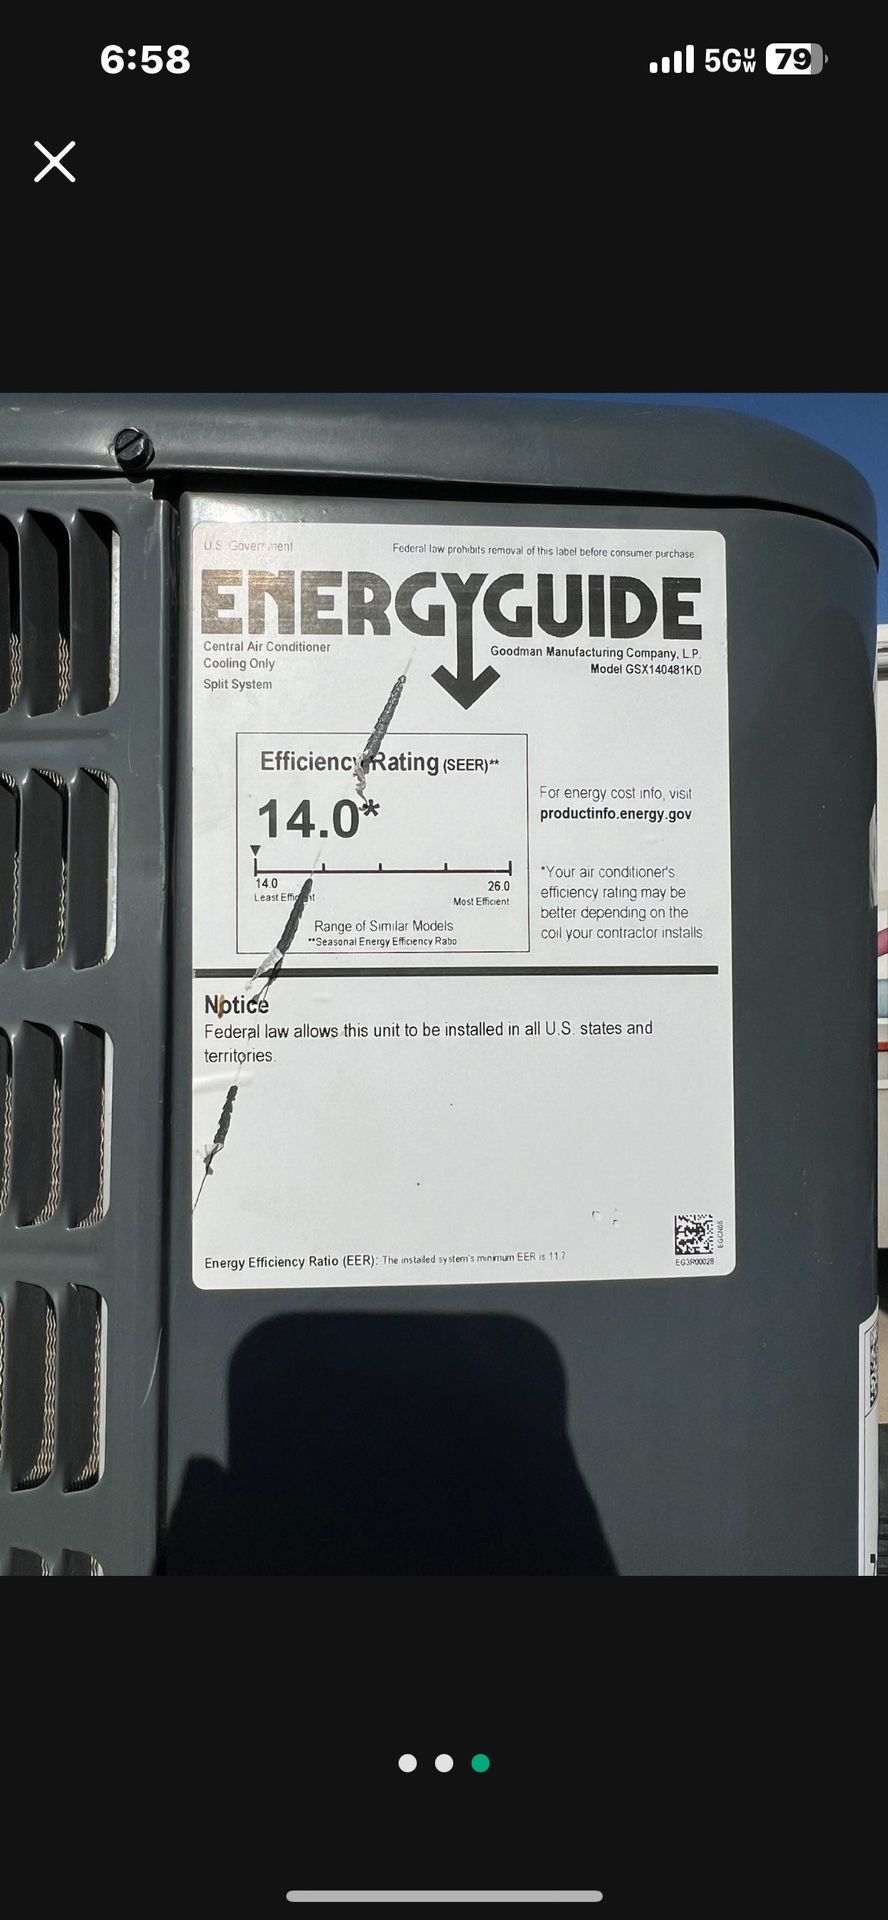 6:58
5G UW 79
U.S. Government
Federal law prohibits removal of this label before consumer purchase.
ENERGYGUIDE
Central Air Conditioner
Cooling Only
Split System
Goodman Manufacturing Company, L.P.
Model GSX140481KD
Efficiency Rating (SEER)**
14.0*
14.0
Least Efficient
26.0
Most Efficient
Range of Similar Models
**Seasonal Energy Efficiency Ratio
For energy cost info, visit
productinfo.energy.gov
*Your air conditioner's
efficiency rating may be
better depending on the
coil your contractor installs
Notice
Federal law allows this unit to be installed in all U.S. states and
territories.
Energy Efficiency Ratio (EER): The installed system's minimum EER is 11.7
EGCN06
EG3R00028